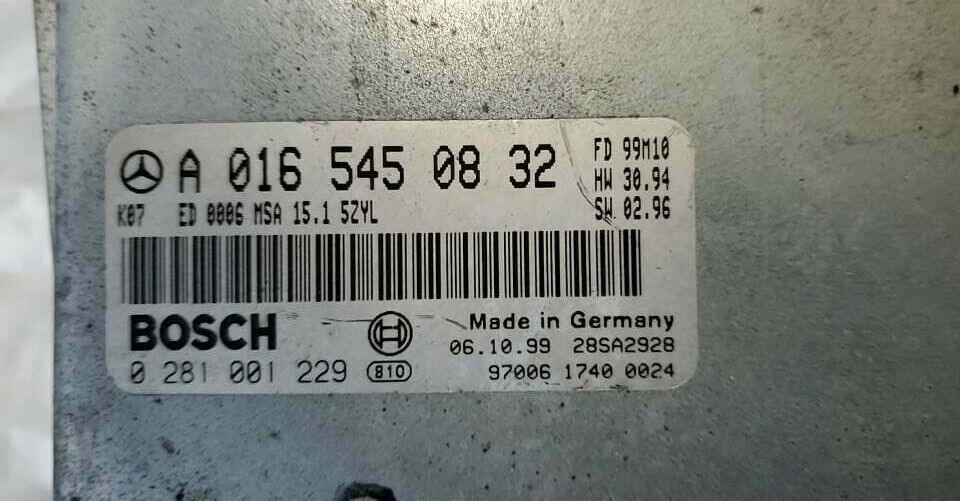 A 016 545 08 32
FD 99M10
HW 30.94
SW 02.96
K07 ED 0006 MSA 15.1 5ZYL
BOSCH
Made in Germany
06.10.99 28SA2928
0 281 001 229 810
97006 1740 0024